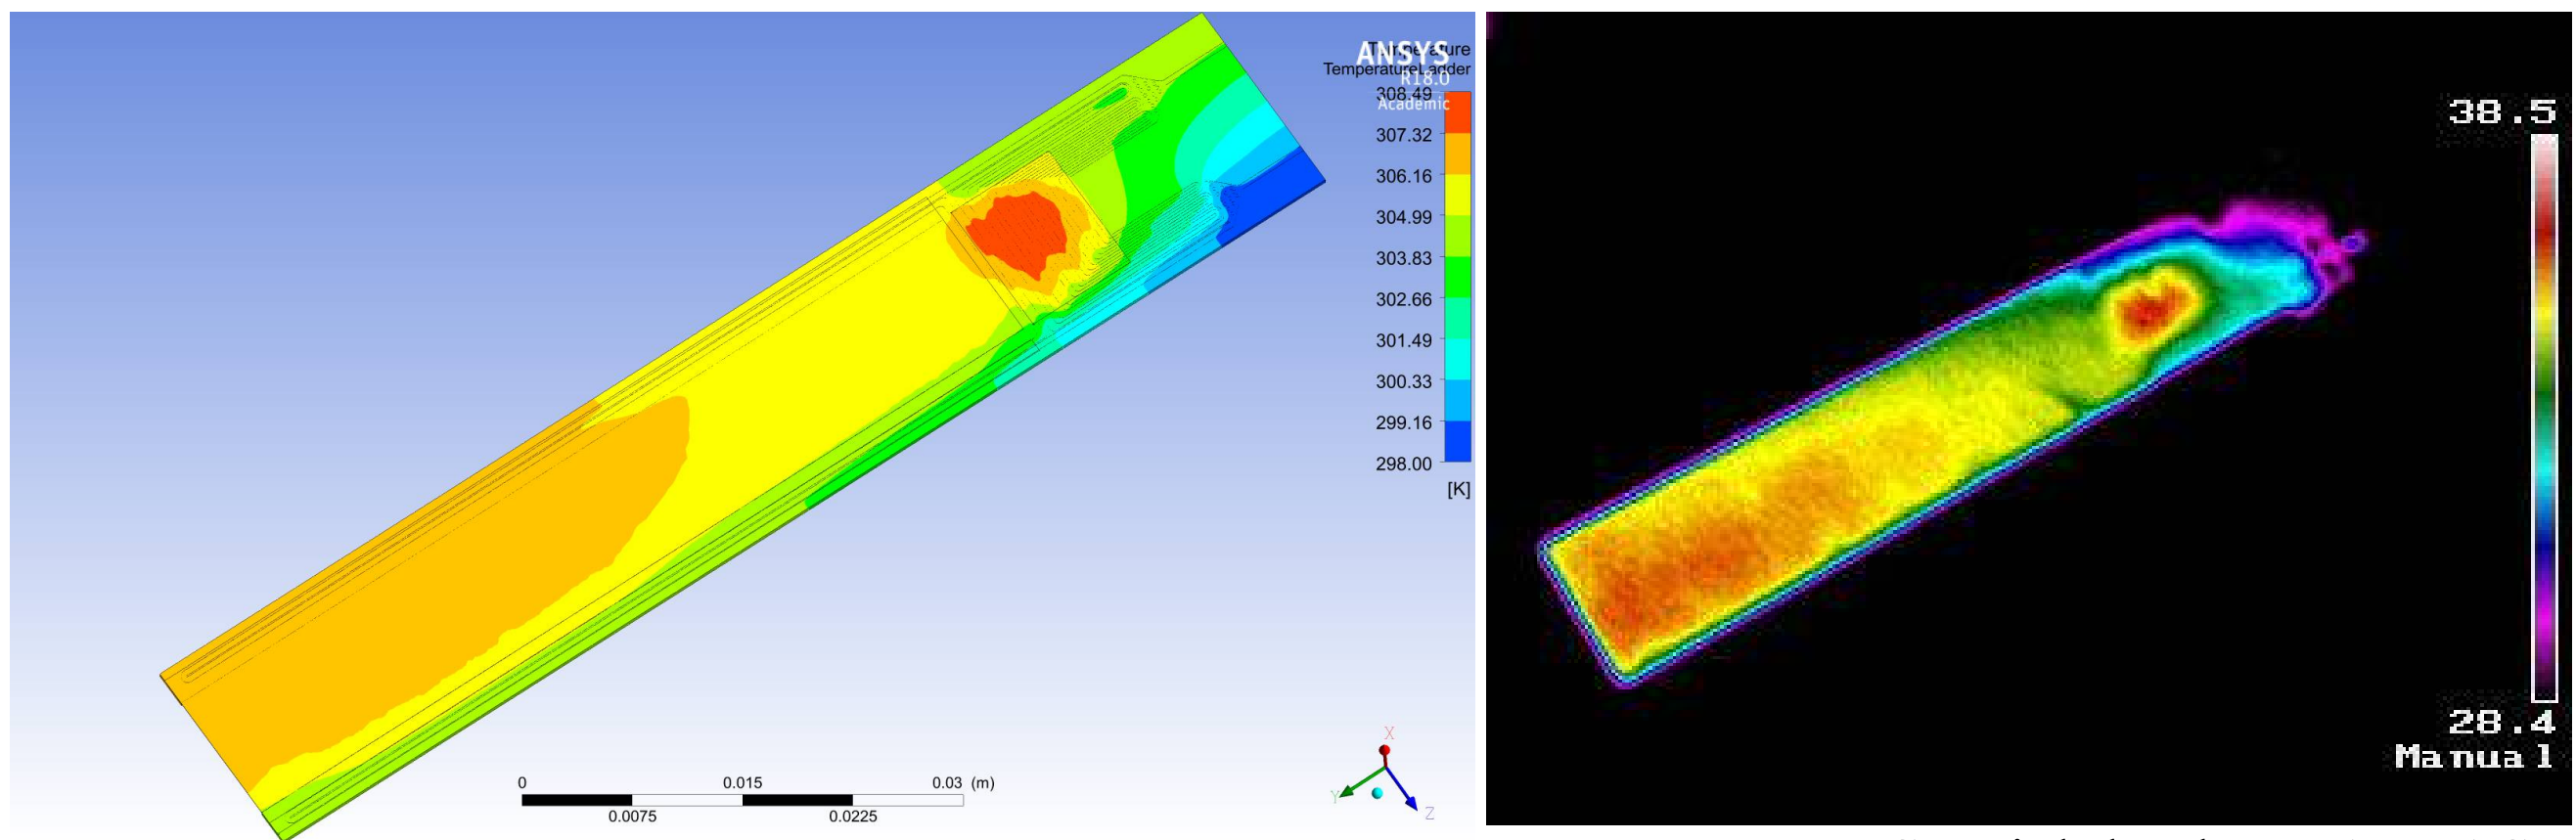 ANSYS
R18.0
Academic
Temperature
TemperatureLadder
308.49
307.32
306.16
304.99
303.83
302.66
301.49
300.33
299.16
298.00
[K]
0 0.015 0.03 (m)
0.0075 0.0225
X
Y
Z
38.5
28.4
Manual